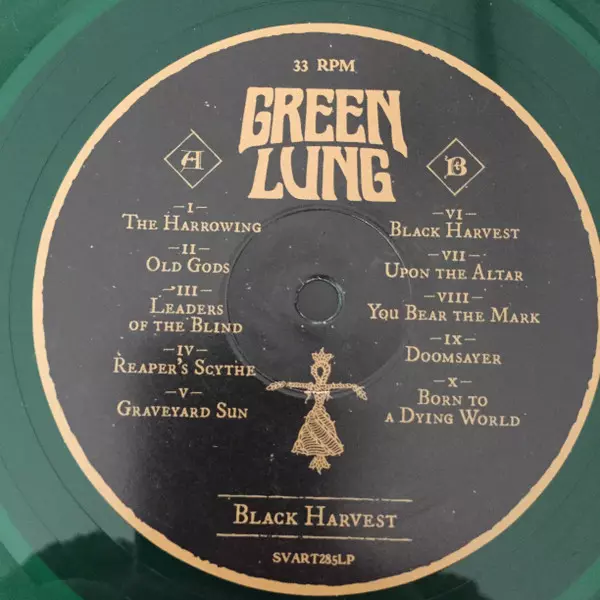 33 RPM
GREEN
LUNG
A
–I–
THE HARROWING
–II–
OLD GODS
–III–
LEADERS
OF THE BLIND
–IV–
REAPER'S SCYTHE
–V–
GRAVEYARD SUN
B
–VI–
BLACK HARVEST
–VII–
UPON THE ALTAR
–VIII–
YOU BEAR THE MARK
–IX–
DOOMSAYER
–X–
BORN TO
A DYING WORLD
BLACK HARVEST
SVART285LP